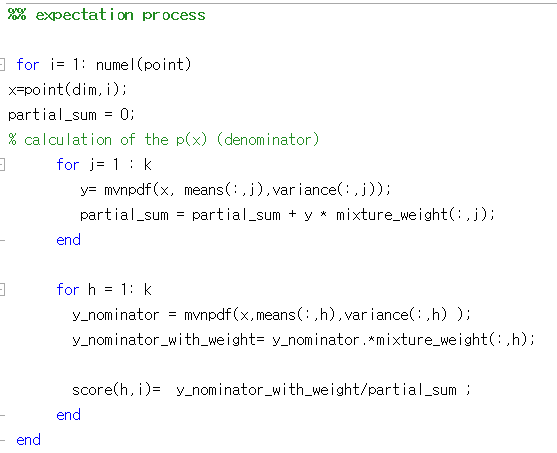 %% expectation process
for i= 1: numel(point)
x=point(dim,i);
partial_sum = 0;
% calculation of the p(x) (denominator)
for j= 1 : k
y= mvnpdf(x, means(:,j),variance(:,j));
partial_sum = partial_sum + y * mixture_weight(:,j);
end
for h = 1: k
y_nominator = mvnpdf(x,means(:,h),variance(:,h) );
y_nominator_with_weight= y_nominator.*mixture_weight(:,h);
score(h,i)=  y_nominator_with_weight/partial_sum ;
end
end